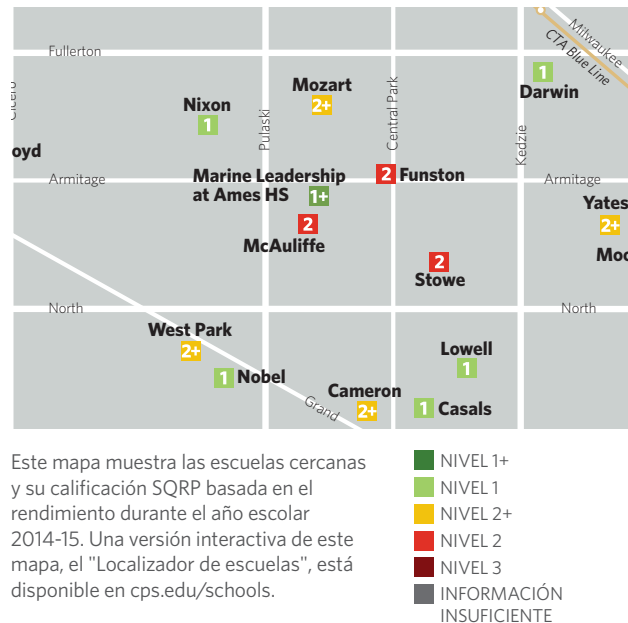 Milwaukee
CTA Blue Line
Fullerton
Cicero
Mozart
2+
1
Darwin
Nixon
1
Pulaski
Central Park
Kedzie
oyd
Marine Leadership
at Ames HS
1+
2 Funston
Armitage
Armitage
Yates
2+
2
McAuliffe
Moo
2
Stowe
North
North
West Park
2+
Lowell
1
1 Nobel
Cameron
2+
1 Casals
Grand
Este mapa muestra las escuelas cercanas
y su calificación SQRP basada en el
rendimiento durante el año escolar
2014-15. Una versión interactiva de este
mapa, el "Localizador de escuelas", está
disponible en cps.edu/schools.
NIVEL 1+
NIVEL 1
NIVEL 2+
NIVEL 2
NIVEL 3
INFORMACIÓN
INSUFICIENTE